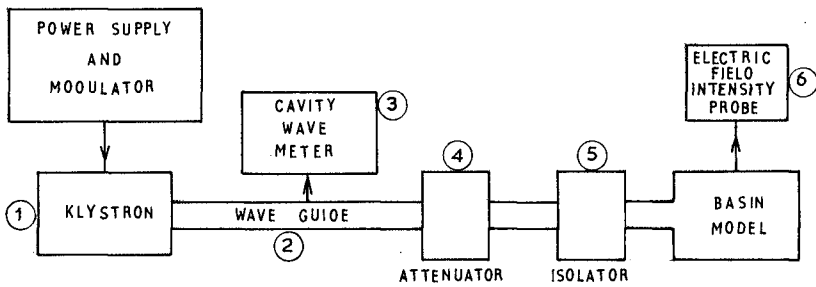 POWER SUPPLY
AND
MODULATOR
CAVITY
WAVE
METER
3
ELECTRIC
FIELD
INTENSITY
PROBE
6
1
KLYSTRON
WAVE GUIDE
2
4
ATTENUATOR
5
ISOLATOR
BASIN
MODEL